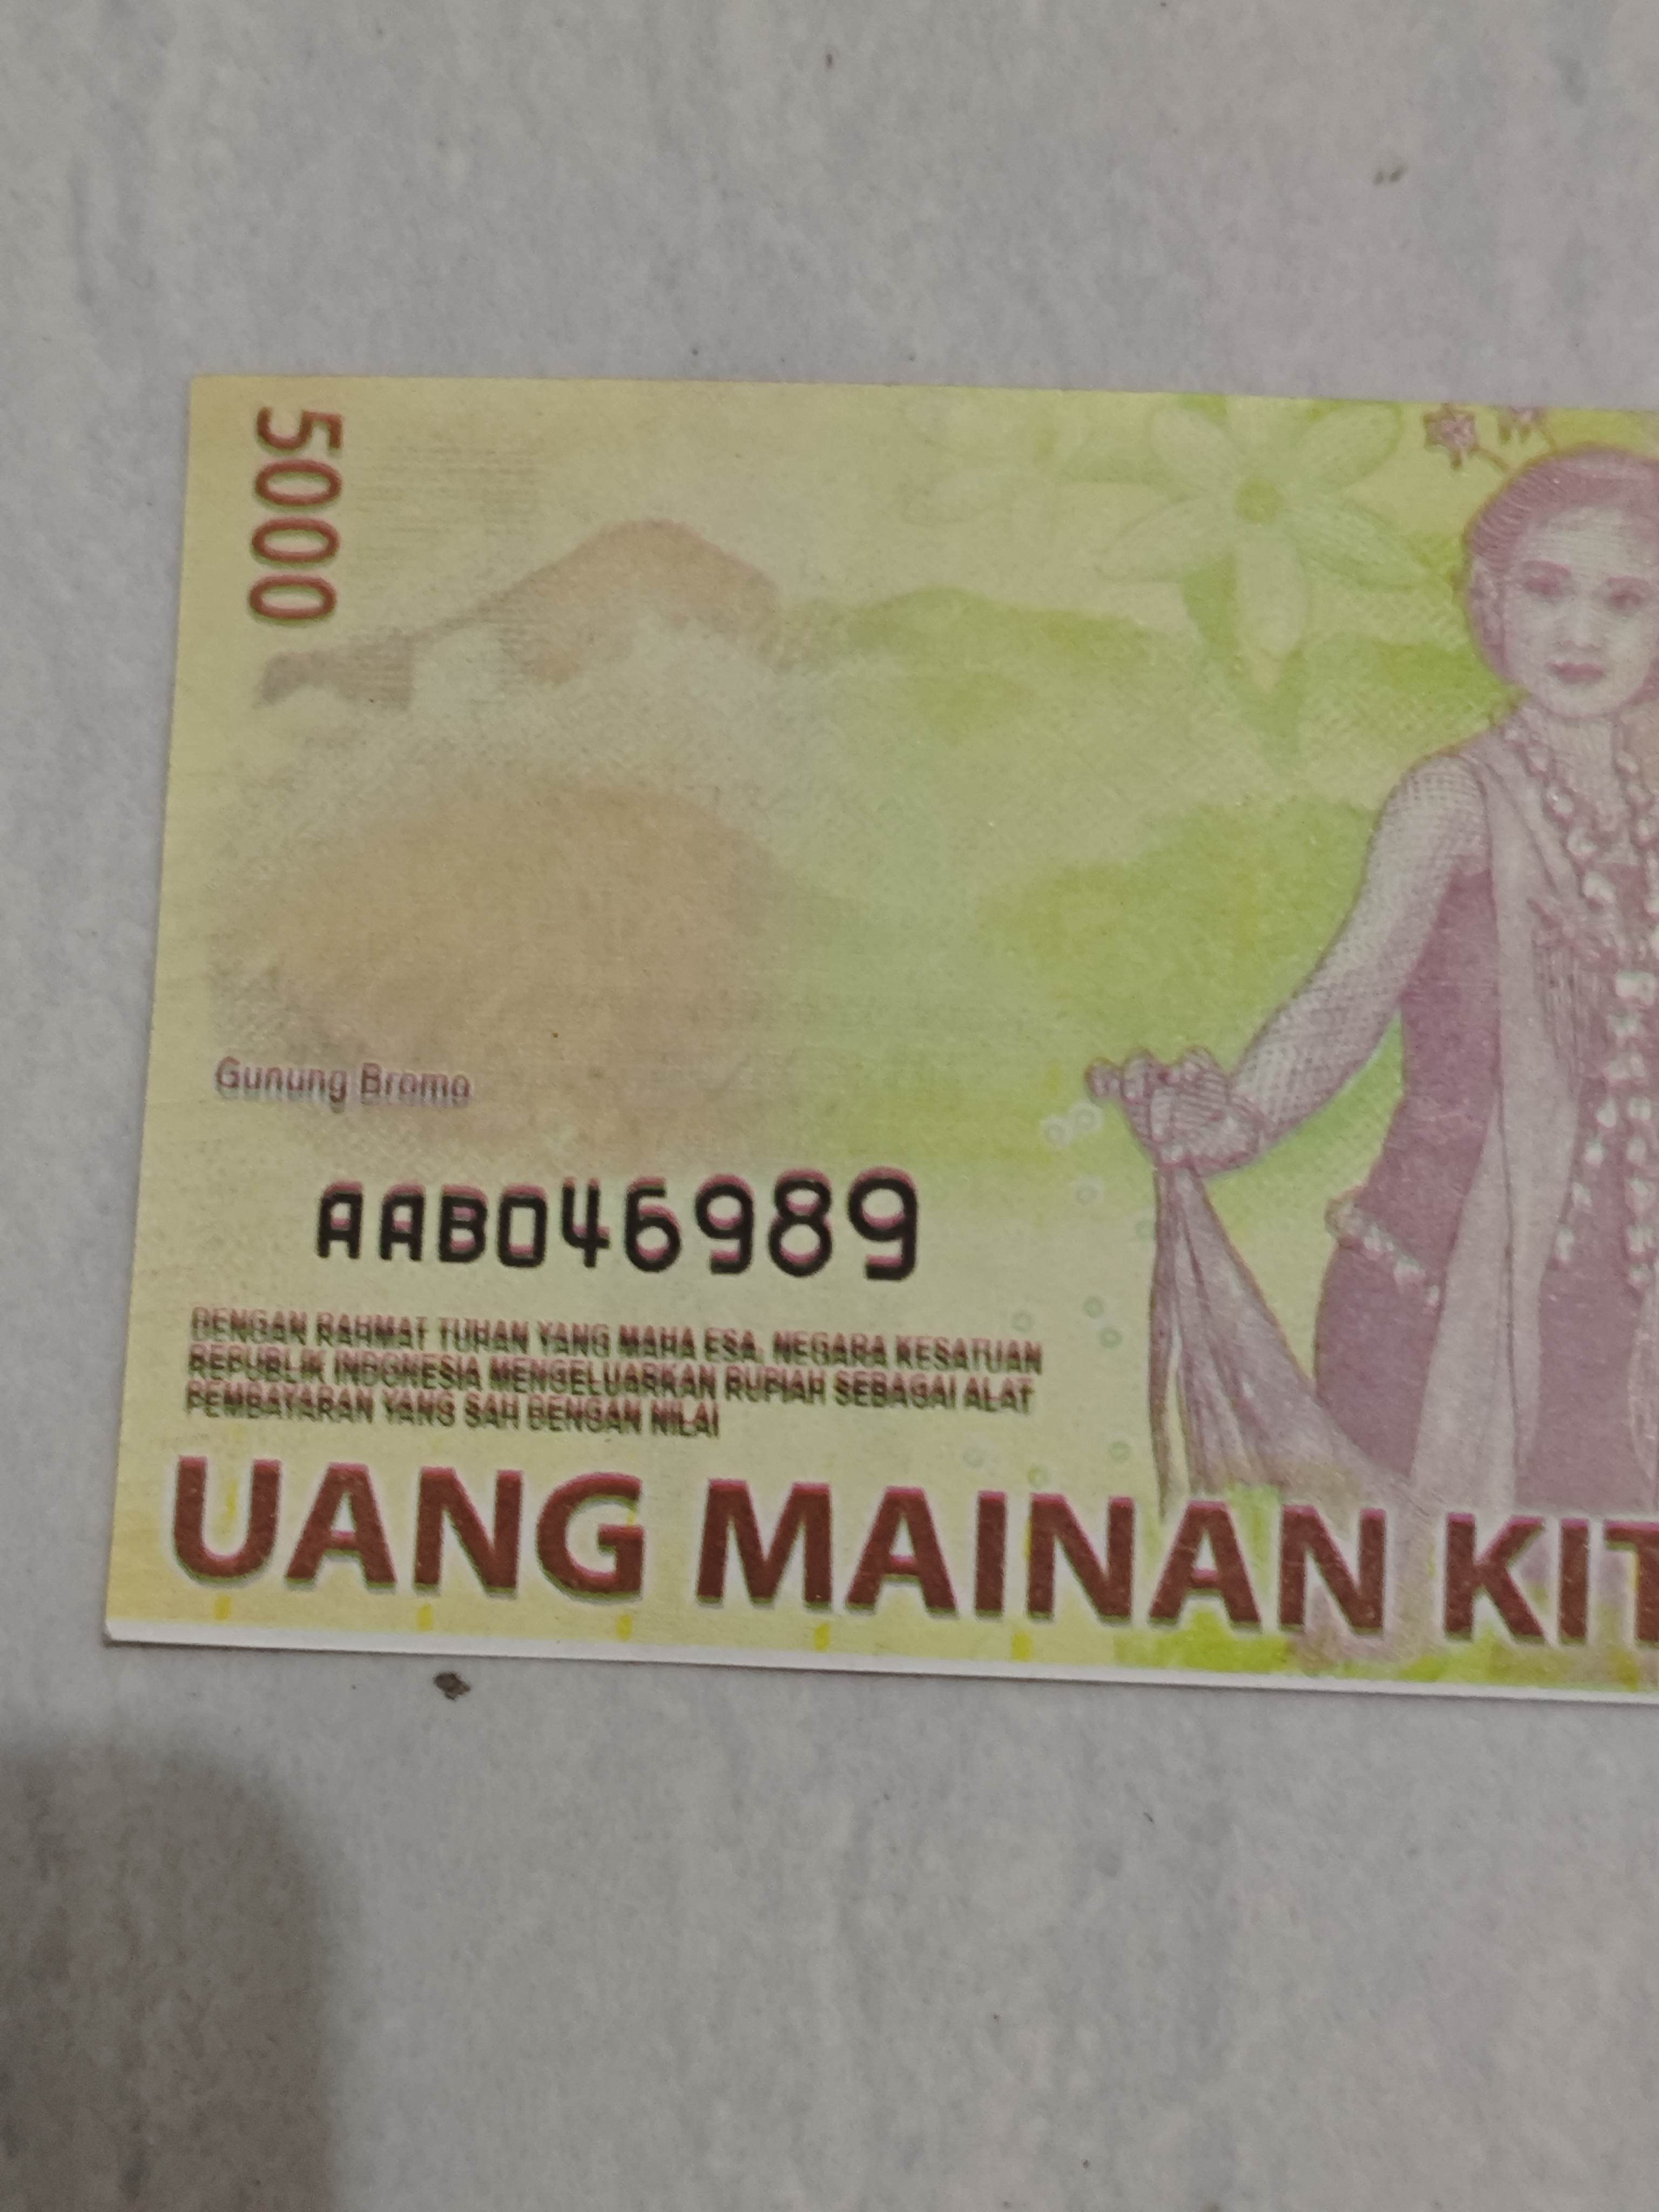 5000
Gunung Bromo
AAB046989
DENGAN RAHMAT TUHAN YANG MAHA ESA, NEGARA KESATUAN
REPUBLIK INDONESIA MENGELUARKAN RUPIAH SEBAGAI ALAT
PEMBAYARAN YANG SAH DENGAN NILAI
UANG MAINAN KIT